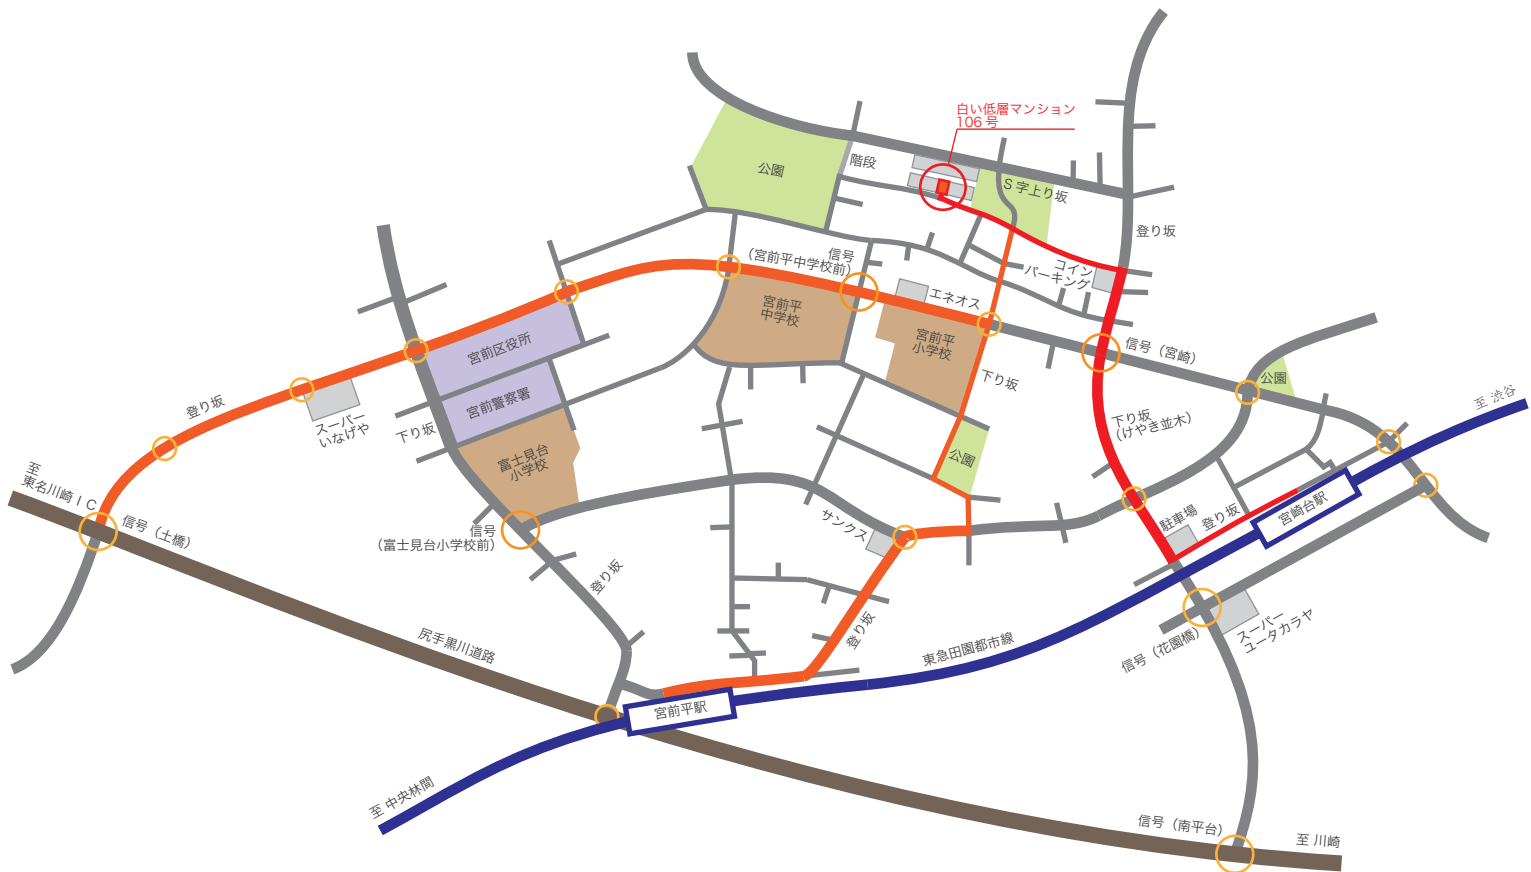 白い低層マンション
106 号
階段
公園
S 字上り坂
登り坂
信号
（宮前平中学校前）
コイン
パーキング
エネオス
宮前平
中学校
宮前平
小学校
信号（宮崎）
宮前区役所
下り坂
公園
至 渋谷
宮前警察署
登り坂
スーパー
いなげや
下り坂
下り坂
（けやき並木）
富士見台
小学校
公園
至
東名川崎ＩＣ
信号（土橋）
信号
（富士見台小学校前）
サンクス
駐車場
登り坂
宮崎台駅
登り坂
登り坂
スーパー
ユータカラヤ
信号（花園橋）
尻手黒川道路
東急田園都市線
宮前平駅
至 中央林間
信号（南平台）
至 川崎